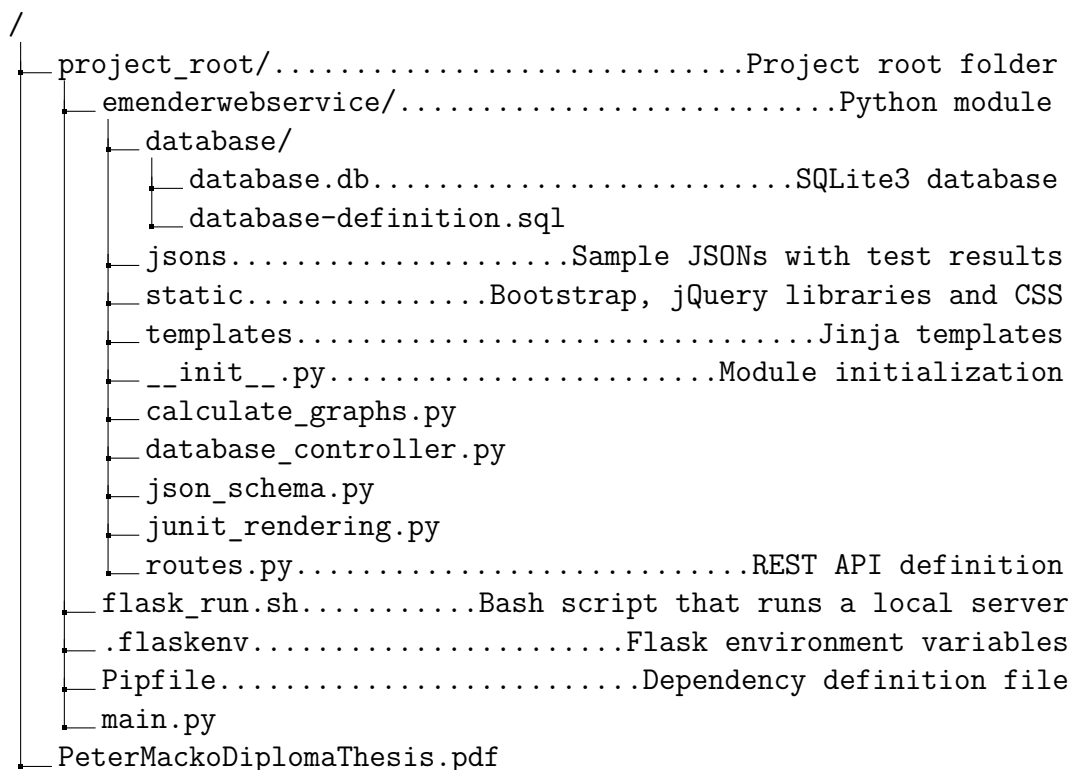 /
project_root/............................Project root folder
emenderwebservice/..........................Python module
database/
database.db.........................SQLite3 database
database-definition.sql
jsons.....................Sample JSONs with test results
static...............Bootstrap, jQuery libraries and CSS
templates...............................Jinja templates
__init__.py.......................Module initialization
calculate_graphs.py
database_controller.py
json_schema.py
junit_rendering.py
routes.py...........................REST API definition
flask_run.sh...........Bash script that runs a local server
.flaskenv......................Flask environment variables
Pipfile.........................Dependency definition file
main.py
PeterMackoDiplomaThesis.pdf